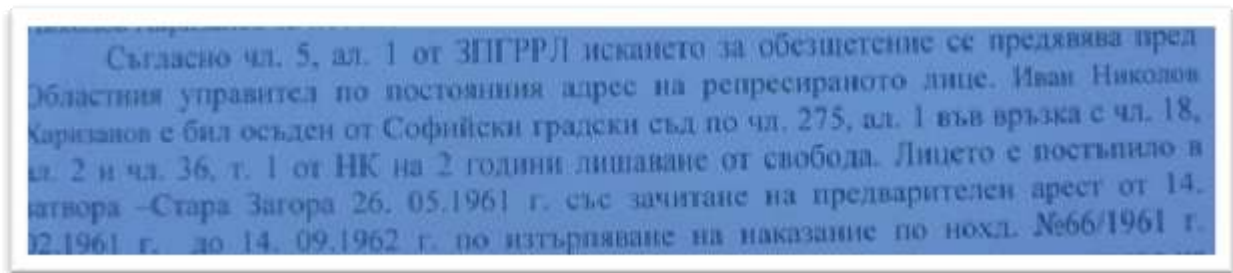 Съгласно чл. 5, ал. 1 от ЗПГРРЛ искането за обезщетение се предявява пред
Областния управител по постоянния адрес на репресираното лице. Иван Николов
Харизанов е бил осъден от Софийски градски съд по чл. 275, ал. 1 във връзка с чл. 18,
ал. 2 и чл. 36, т. 1 от НК на 2 години лишаване от свобода. Лицето е постъпило в
затвора –Стара Загора 26. 05.1961 г. със зачитане на предварителен арест от 14.
02.1961 г. до 14. 09.1962 г. по изтърпяване на наказание по нохд. №66/1961 г.